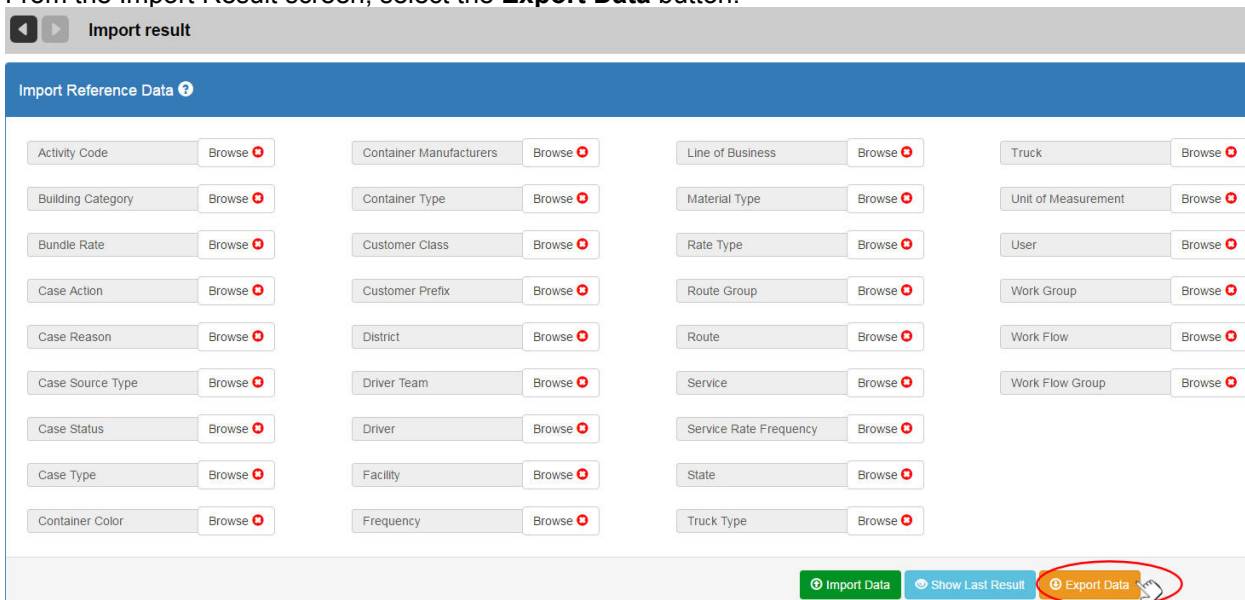 From the Import Result screen, select the Export Data button.
Import result
Import Reference Data
Activity Code Browse Container Manufacturers Browse Line of Business Browse Truck Browse
Building Category Browse Container Type Browse Material Type Browse Unit of Measurement Browse
Bundle Rate Browse Customer Class Browse Rate Type Browse User Browse
Case Action Browse Customer Prefix Browse Route Group Browse Work Group Browse
Case Reason Browse District Browse Route Browse Work Flow Browse
Case Source Type Browse Driver Team Browse Service Browse Work Flow Group Browse
Case Status Browse Driver Browse Service Rate Frequency Browse
Case Type Browse Facility Browse State Browse
Container Color Browse Frequency Browse Truck Type Browse
Import Data Show Last Result Export Data